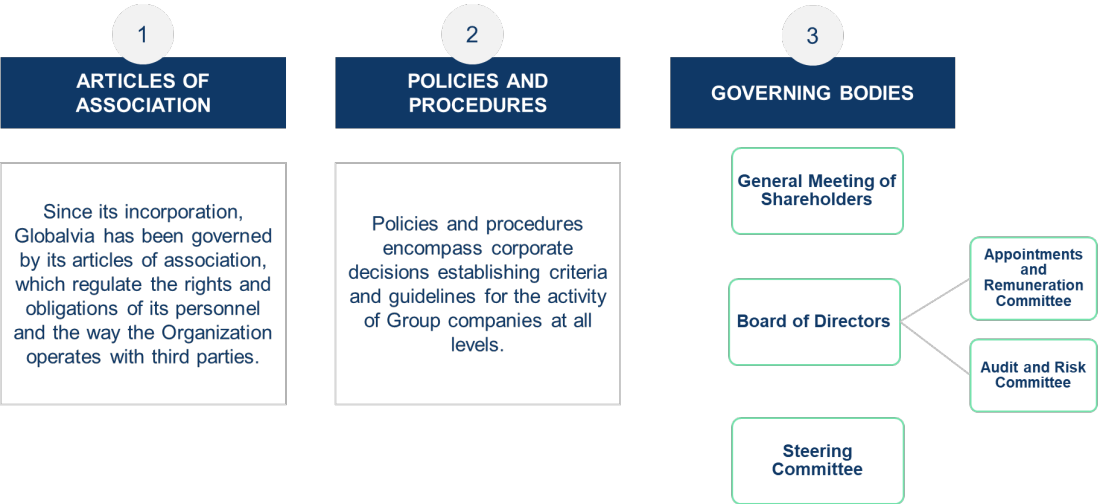 1
ARTICLES OF
ASSOCIATION
Since its incorporation,
Globalvia has been governed
by its articles of association,
which regulate the rights and
obligations of its personnel
and the way the Organization
operates with third parties.
2
POLICIES AND
PROCEDURES
Policies and procedures
encompass corporate
decisions establishing criteria
and guidelines for the activity
of Group companies at all
levels.
3
GOVERNING BODIES
General Meeting of
Shareholders
Board of Directors
Appointments
and
Remuneration
Committee
Audit and Risk
Committee
Steering
Committee